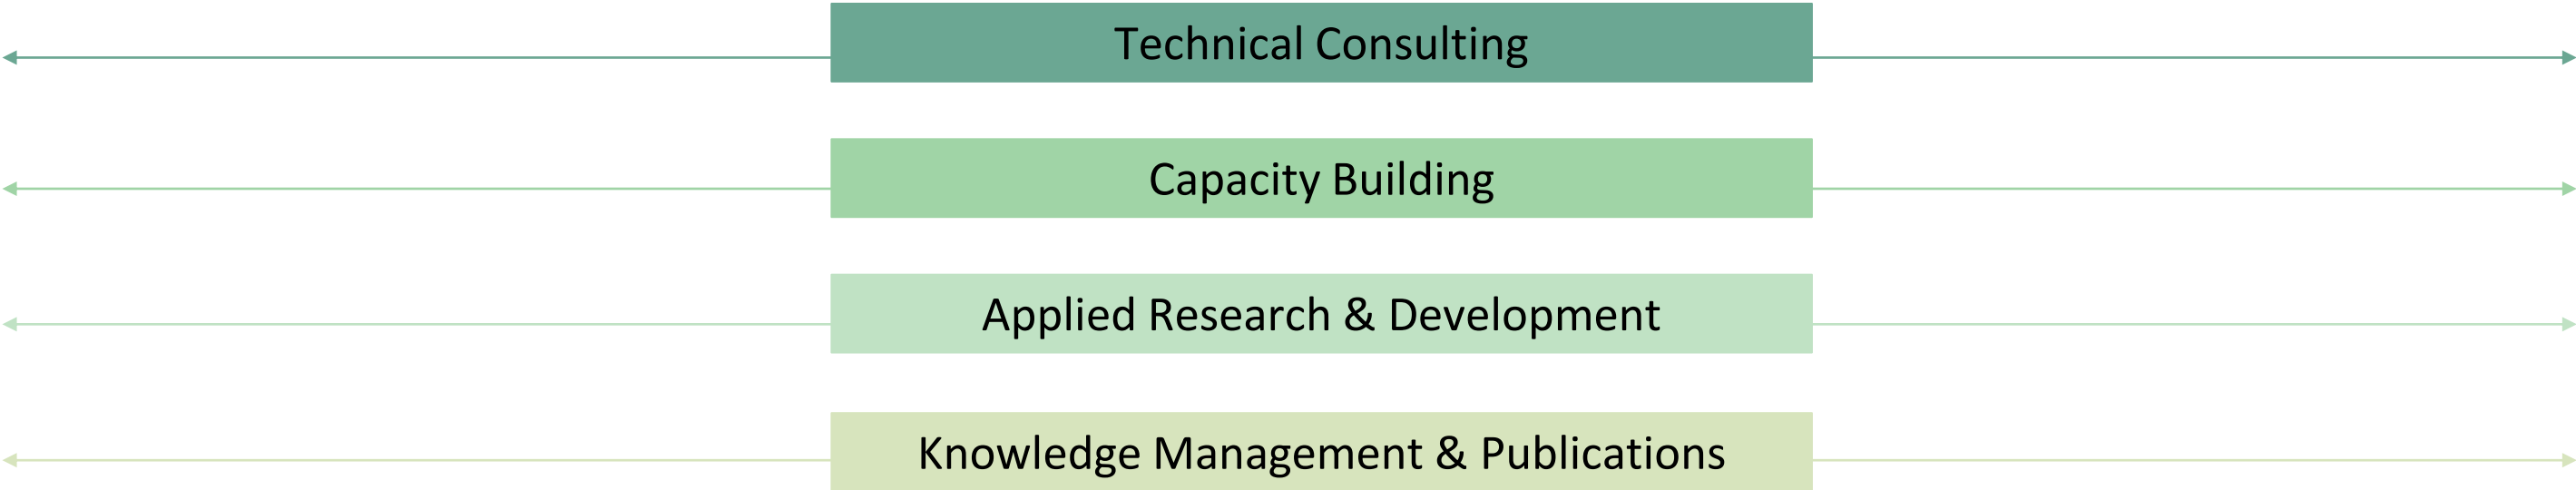 Technical Consulting
Capacity Building
Applied Research & Development
Knowledge Management & Publications